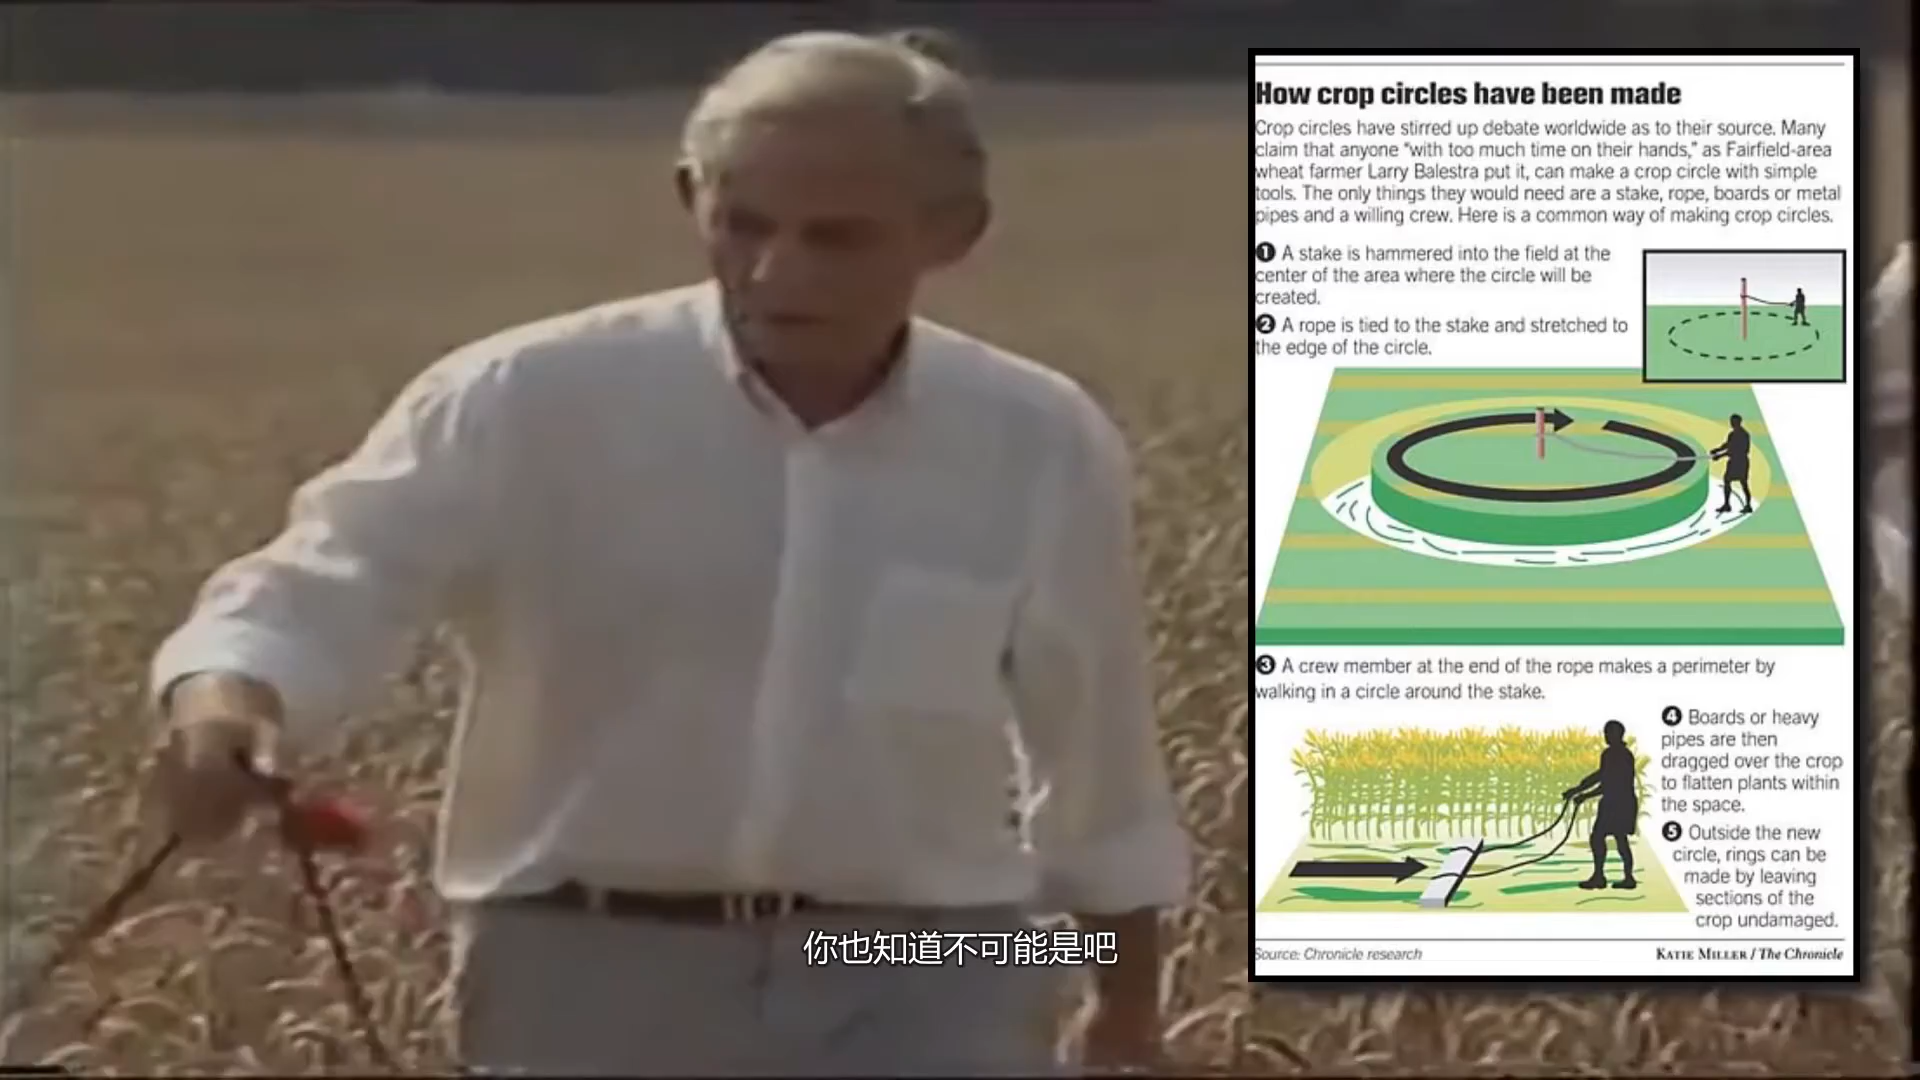 How crop circles have been made
Crop circles have stirred up debate worldwide as to their source. Many
claim that anyone “with too much time on their hands,” as Fairfield-area
wheat farmer Larry Balestra put it, can make a crop circle with simple
tools. The only things they would need are a stake, rope, boards or metal
pipes and a willing crew. Here is a common way of making crop circles.
1 A stake is hammered into the field at the
center of the area where the circle will be
created.
2 A rope is tied to the stake and stretched to
the edge of the circle.
3 A crew member at the end of the rope makes a perimeter by
walking in a circle around the stake.
4 Boards or heavy
pipes are then
dragged over the crop
to flatten plants within
the space.
5 Outside the new
circle, rings can be
made by leaving
sections of the
crop undamaged.
Source: Chronicle research
KATIE MILLER / The Chronicle
你也知道不可能是吧